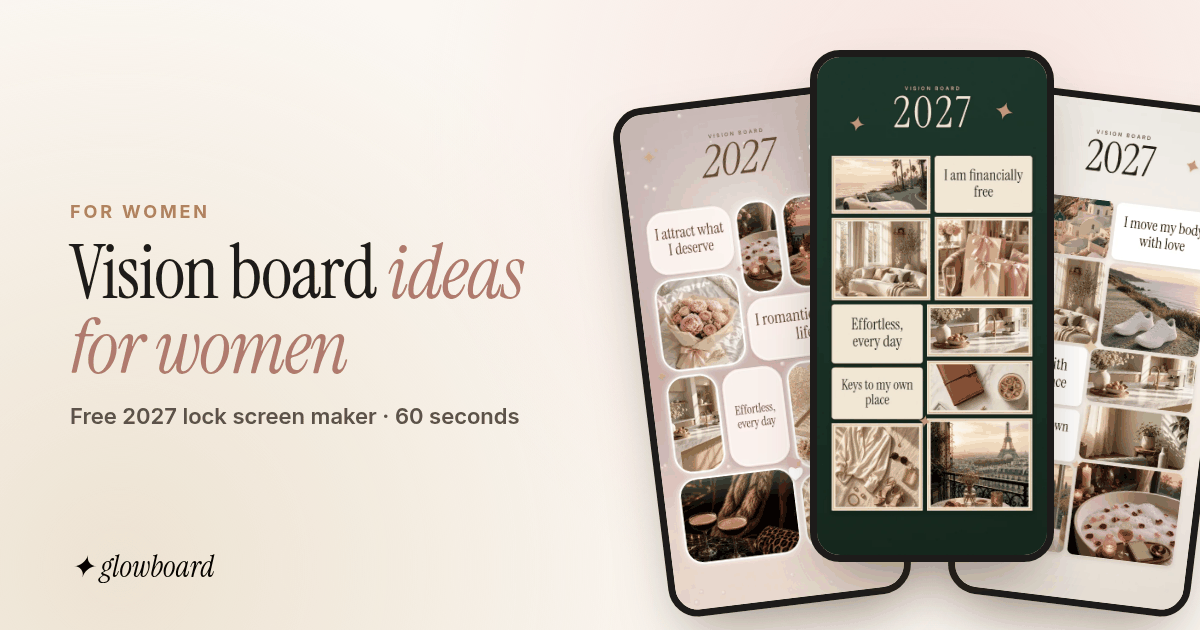 FOR WOMEN
Vision board ideas
for women
Free 2027 lock screen maker · 60 seconds
✦ glowboard
VISION BOARD
2027
I attract what
I deserve
I romantic
life
Effortless,
every day
VISION BOARD
2027
I am financially
free
Effortless,
every day
Keys to my own
place
VISION BOARD
2027
I move my body
with love